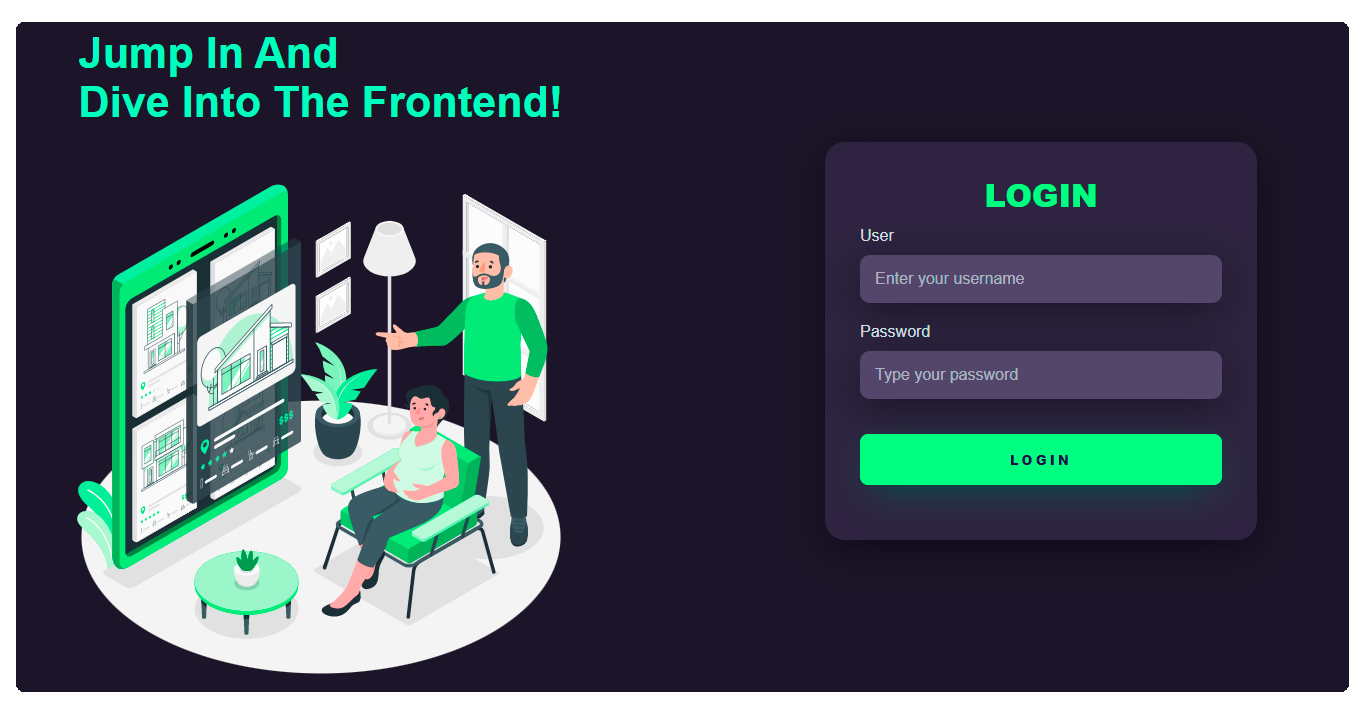 Jump In And
Dive Into The Frontend!
$$$
LOGIN
User
Enter your username
Password
Type your password
LOGIN